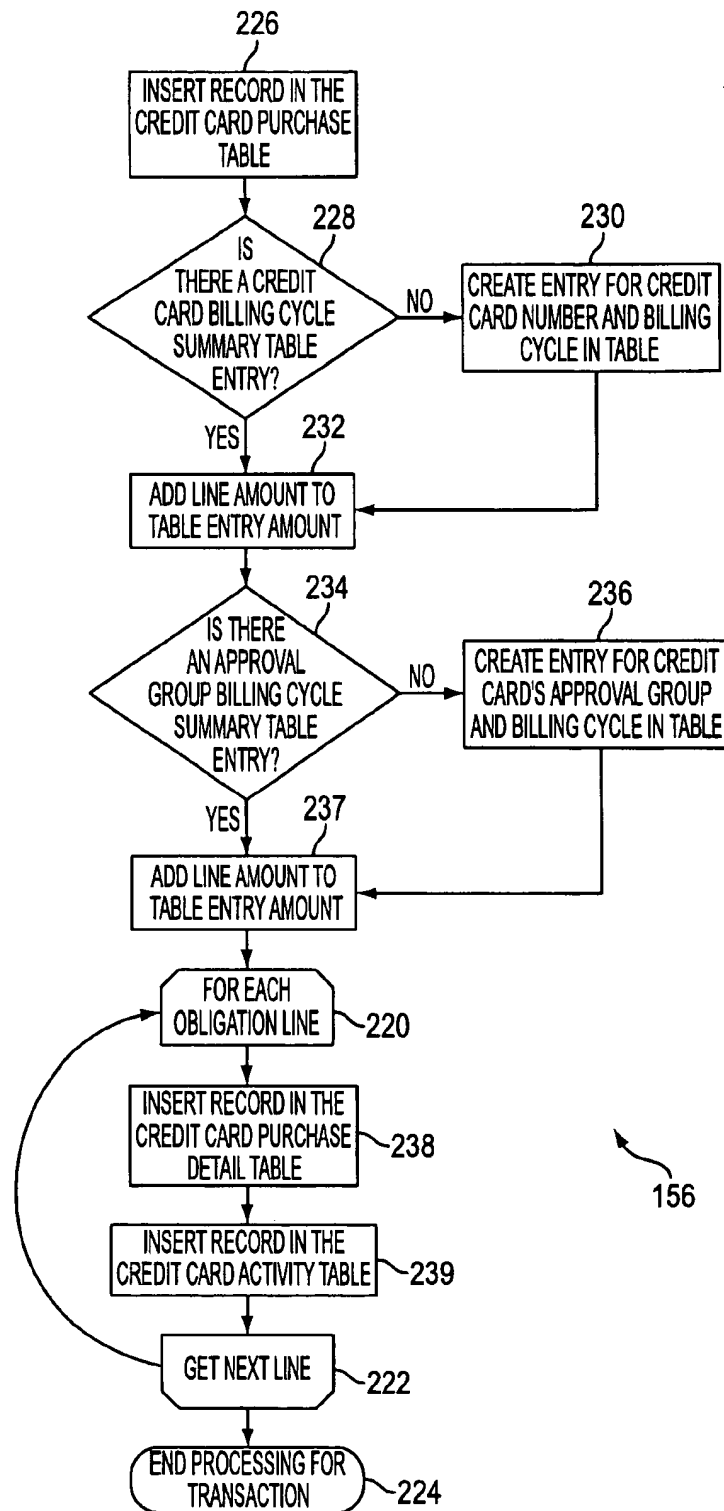 226
INSERT RECORD IN THE
CREDIT CARD PURCHASE
TABLE
228
IS
THERE A CREDIT
CARD BILLING CYCLE
SUMMARY TABLE
ENTRY?
NO
230
CREATE ENTRY FOR CREDIT
CARD NUMBER AND BILLING
CYCLE IN TABLE
YES
232
ADD LINE AMOUNT TO
TABLE ENTRY AMOUNT
234
IS THERE
AN APPROVAL
GROUP BILLING CYCLE
SUMMARY TABLE
ENTRY?
NO
236
CREATE ENTRY FOR CREDIT
CARD'S APPROVAL GROUP
AND BILLING CYCLE IN TABLE
YES
237
ADD LINE AMOUNT TO
TABLE ENTRY AMOUNT
FOR EACH
OBLIGATION LINE
220
INSERT RECORD IN THE
CREDIT CARD PURCHASE
DETAIL TABLE
238
156
INSERT RECORD IN THE
CREDIT CARD ACTIVITY TABLE
239
GET NEXT LINE
222
END PROCESSING FOR
TRANSACTION
224